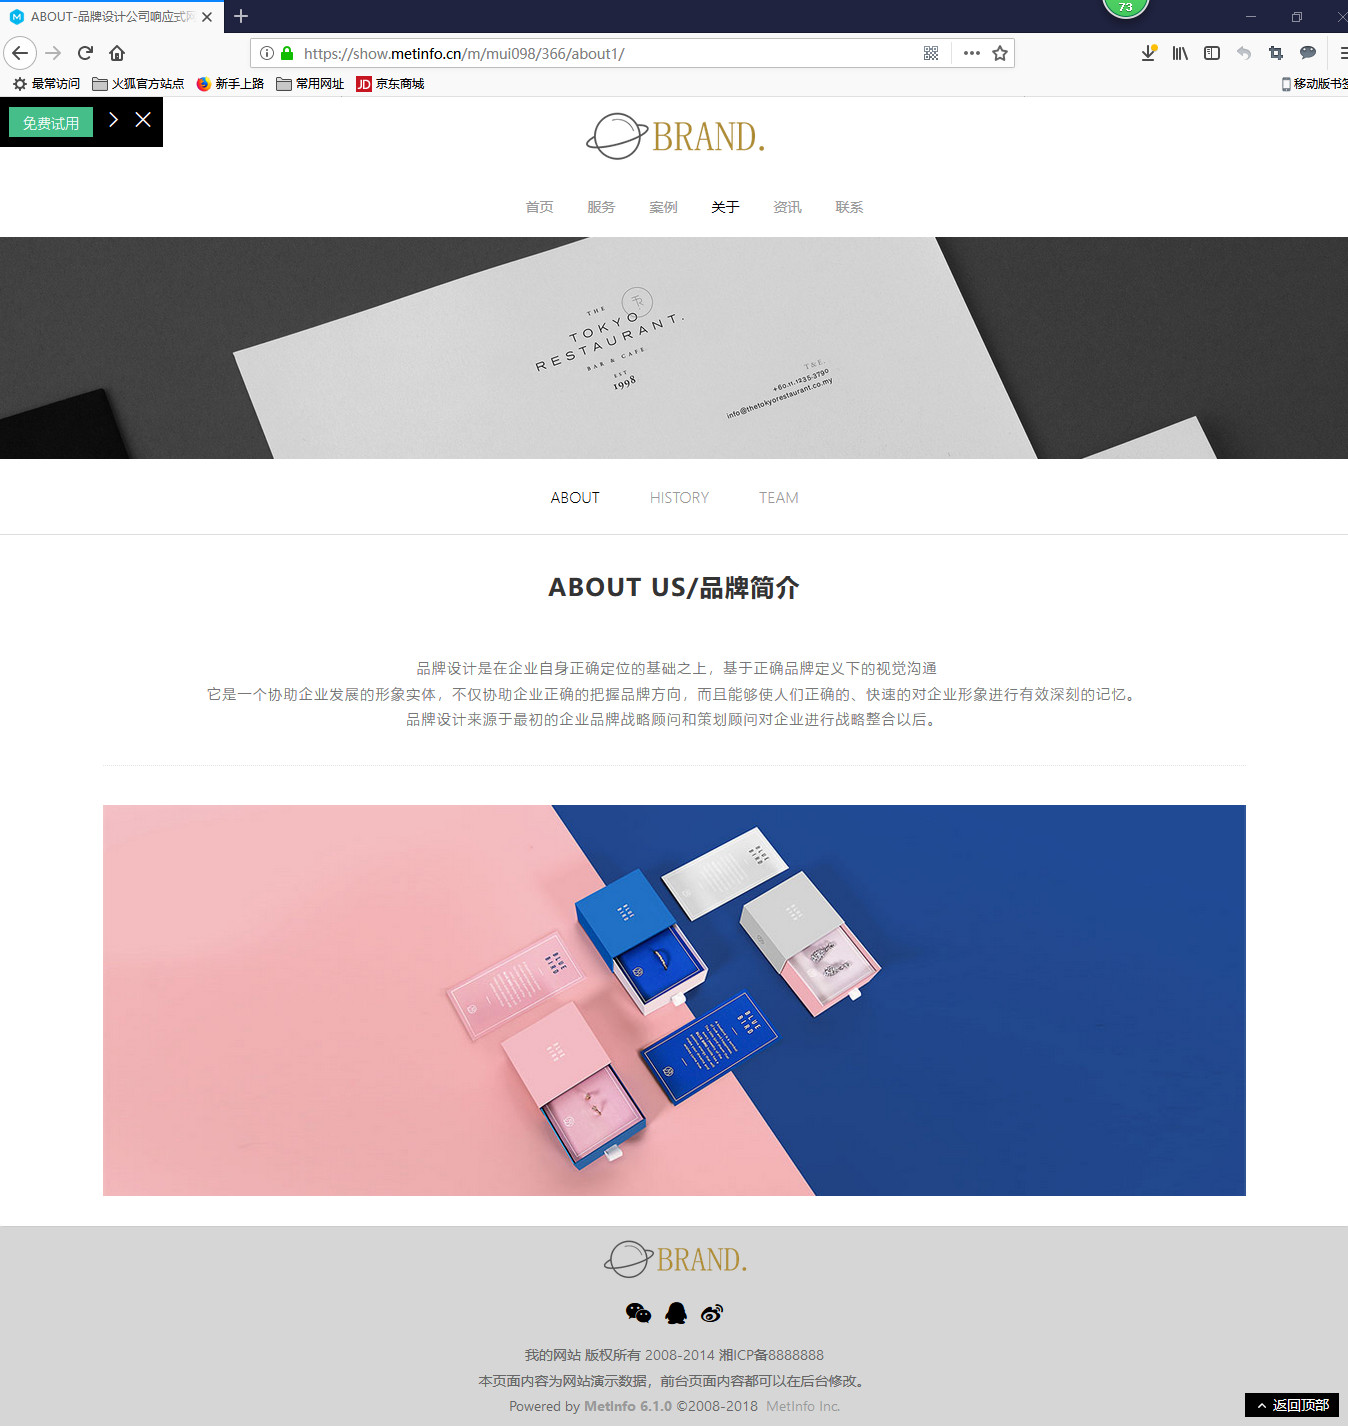 ABOUT-品牌设计公司响应式网
73
https://show.metinfo.cn/m/mui098/366/about1/
最常访问 火狐官方站点 新手上路 常用网址 JD 京东商城 移动版书签
免费试用
BRAND.
首页 服务 案例 关于 资讯 联系
THE
TOKYO
RESTAURANT.
BAR & CAFE
EST
1998
T&E.
+60.11.1235-3790
info@thetokyorestaurant.co.my
ABOUT HISTORY TEAM
ABOUT US/品牌简介
品牌设计是在企业自身正确定位的基础之上，基于正确品牌定义下的视觉沟通
它是一个协助企业发展的形象实体，不仅协助企业正确的把握品牌方向，而且能够使人们正确的、快速的对企业形象进行有效深刻的记忆。
品牌设计来源于最初的企业品牌战略顾问和策划顾问对企业进行战略整合以后。
BLUE
BIRD
BLUE
BIRD
BLUE
BIRD
BLUE
BIRD
BLUE
BIRD
BLUE
BIRD
BRAND.
我的网站 版权所有 2008-2014 湘ICP备8888888
本页面内容为网站演示数据，前台页面内容都可以在后台修改。
Powered by MetInfo 6.1.0 ©2008-2018 MetInfo Inc.
返回顶部